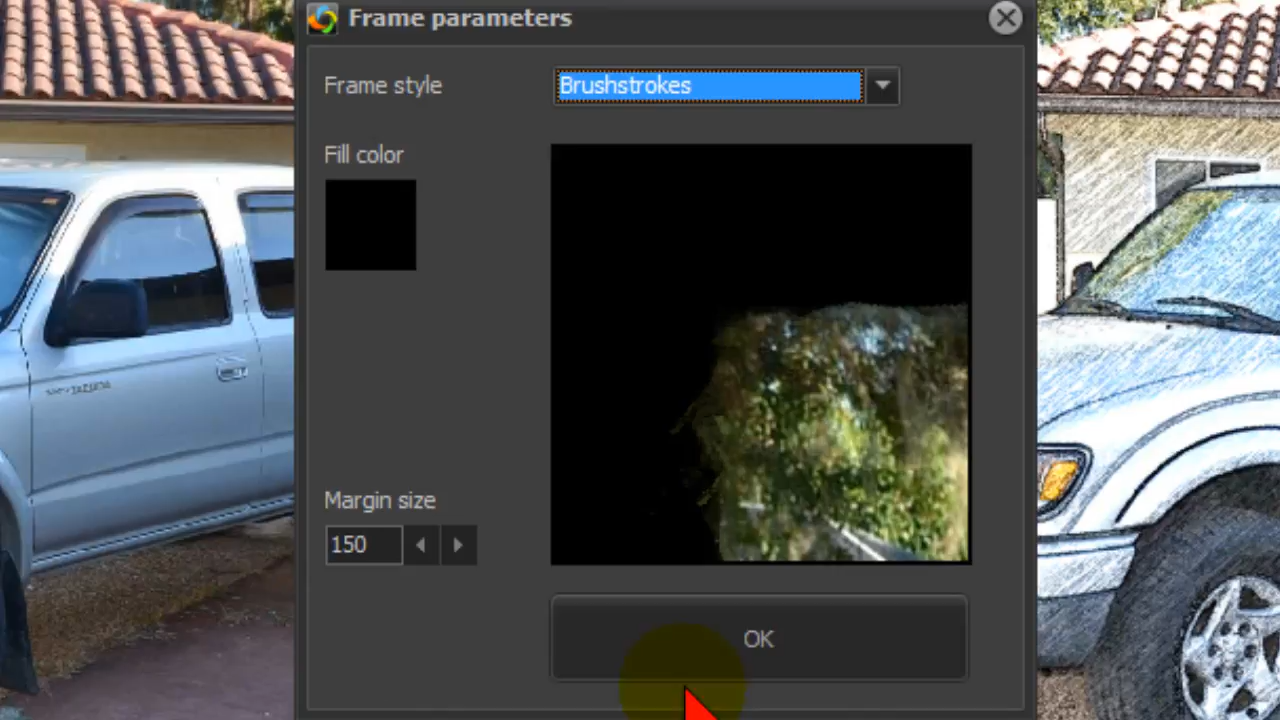 Frame parameters
Frame style
Brushstrokes
Fill color
Margin size
150
OK